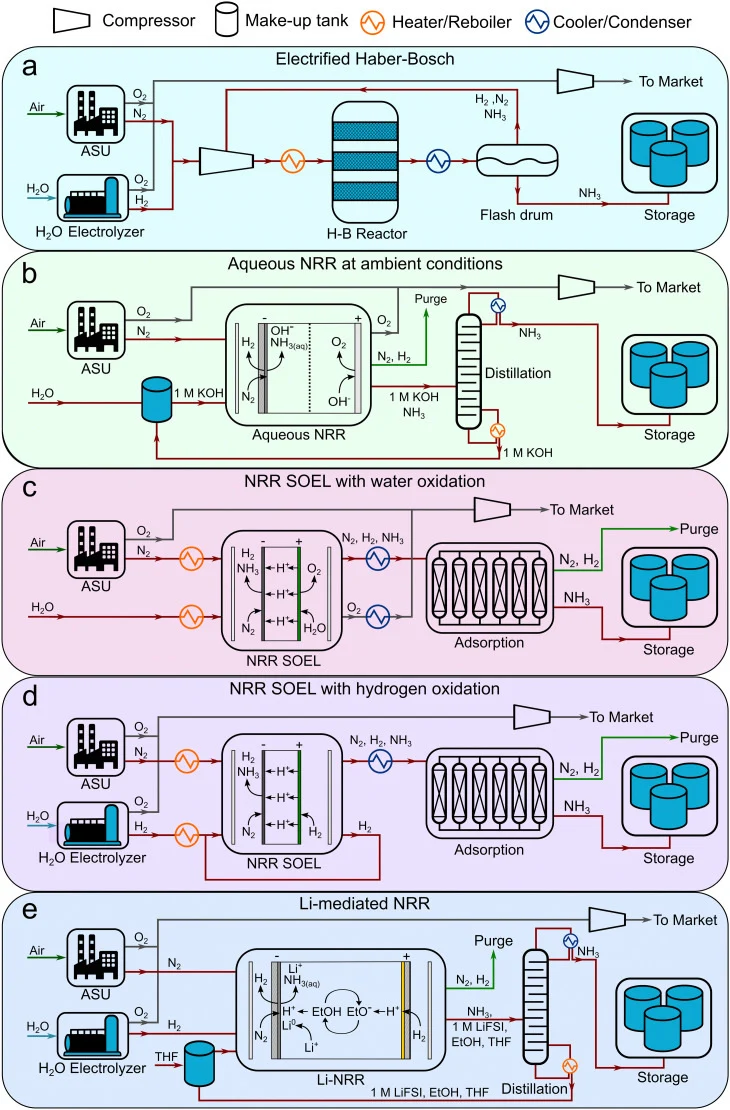 Compressor
Make-up tank
Heater/Reboiler
Cooler/Condenser
a
Electrified Haber-Bosch
Air
ASU
O₂
N₂
H₂O
O₂
H₂
H₂O Electrolyzer
H-B Reactor
H₂ ,N₂
NH₃
Flash drum
To Market
NH₃
Storage
b
Aqueous NRR at ambient conditions
Air
ASU
O₂
N₂
H₂O
1 M KOH
-
+
H₂
OH⁻
NH₃(aq)
N₂
O₂
OH⁻
Aqueous NRR
O₂
Purge
N₂, H₂
1 M KOH
NH₃
Distillation
NH₃
1 M KOH
To Market
Storage
c
NRR SOEL with water oxidation
Air
ASU
O₂
N₂
H₂O
-
+
H₂
NH₃
H⁺
O₂
H⁺
N₂
H⁺
H₂O
NRR SOEL
N₂, H₂, NH₃
O₂
To Market
Adsorption
Purge
N₂, H₂
NH₃
Storage
d
NRR SOEL with hydrogen oxidation
Air
ASU
O₂
N₂
H₂O
O₂
H₂
H₂O Electrolyzer
-
+
H₂
NH₃
H⁺
H⁺
N₂
H⁺
H₂
NRR SOEL
N₂, H₂, NH₃
H₂
To Market
Adsorption
Purge
N₂, H₂
NH₃
Storage
e
Li-mediated NRR
Air
ASU
O₂
N₂
H₂O
O₂
H₂
H₂O Electrolyzer
THF
-
+
H₂
Li⁺
NH₃(aq)
H⁺
EtOH
EtO⁻
H⁺
N₂
Li⁰
Li⁺
H₂
Li-NRR
Purge
N₂, H₂
NH₃,
1 M LiFSI,
EtOH, THF
1 M LiFSI, EtOH, THF
Distillation
NH₃
To Market
Storage